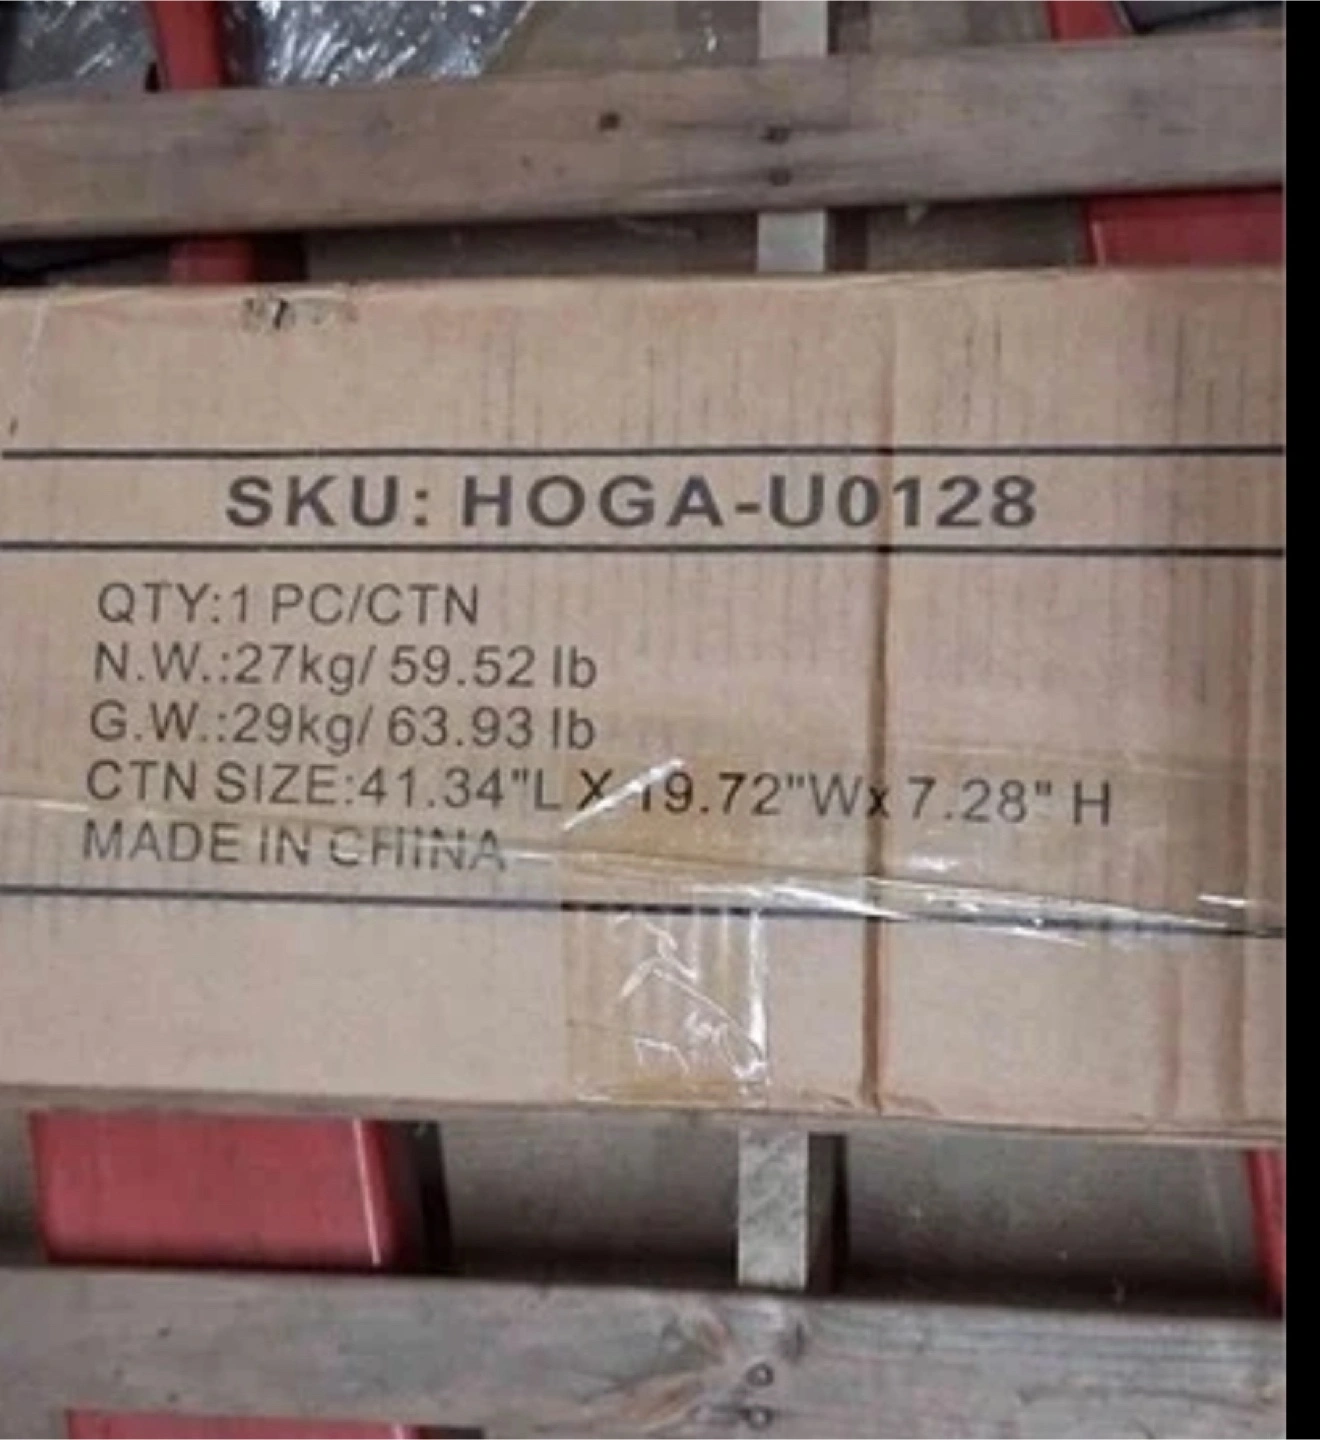 SKU: HOGA-U0128
QTY:1 PC/CTN
N.W.:27kg/ 59.52 lb
G.W.:29kg/ 63.93 lb
CTN SIZE:41.34"L X 19.72"Wx 7.28" H
MADE IN CHINA